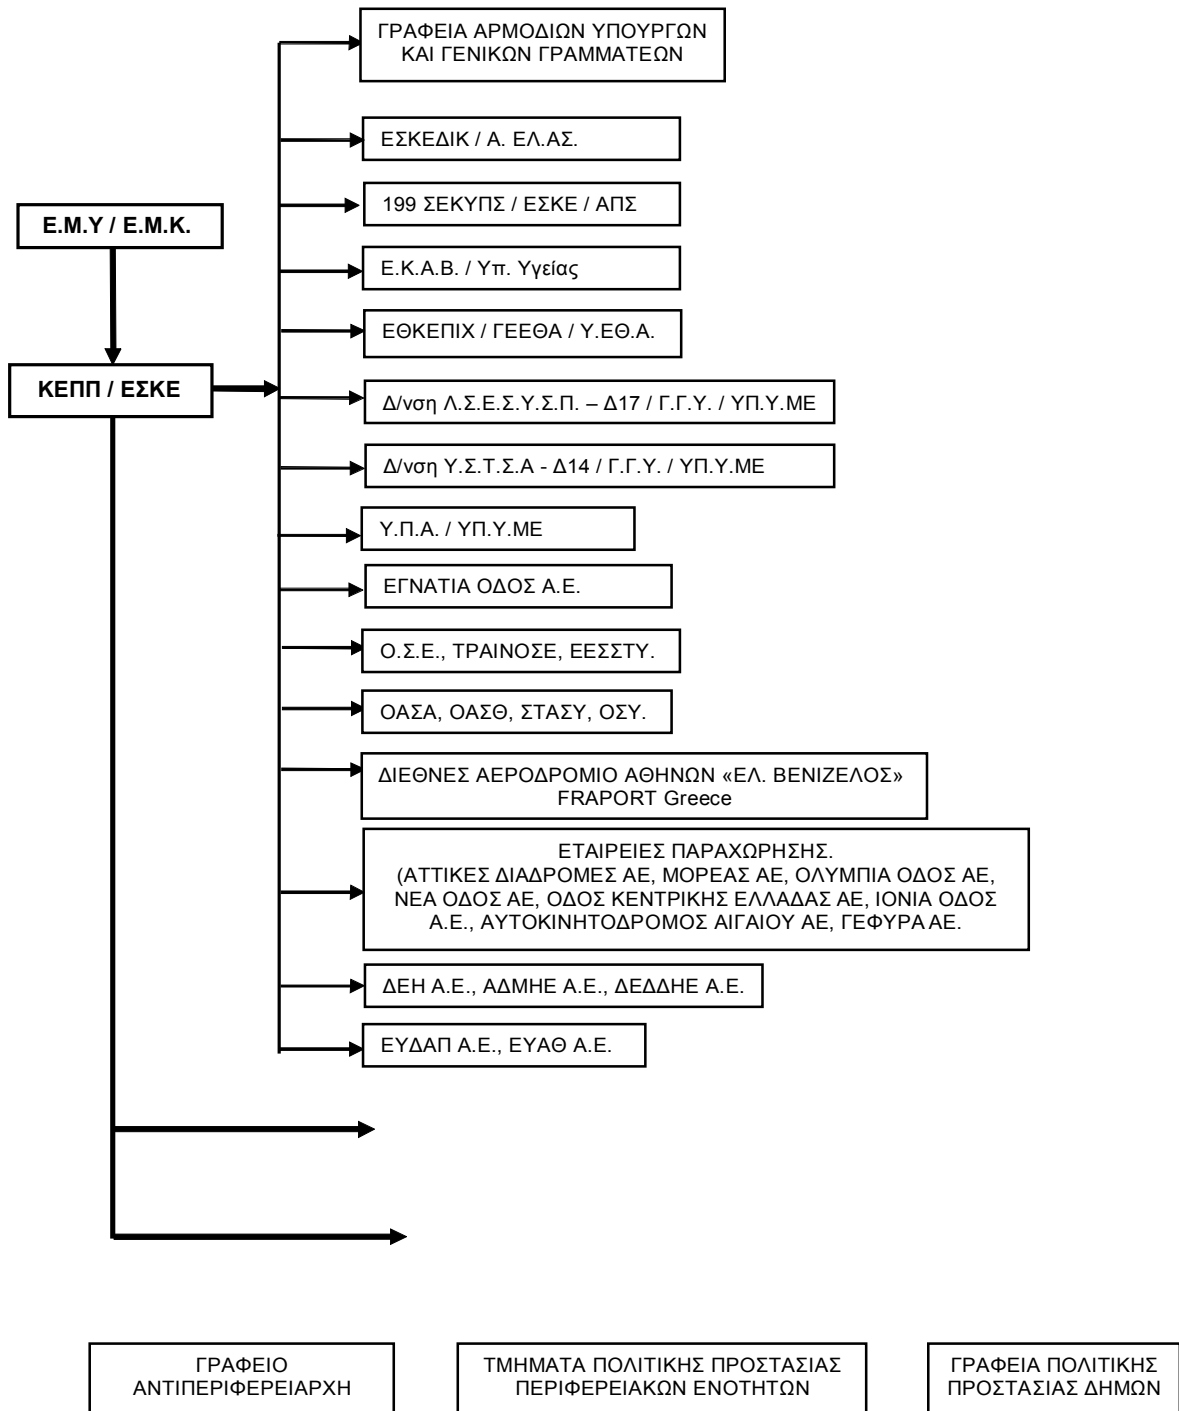 ΓΡΑΦΕΙΑ ΑΡΜΟΔΙΩΝ ΥΠΟΥΡΓΩΝ
ΚΑΙ ΓΕΝΙΚΩΝ ΓΡΑΜΜΑΤΕΩΝ
ΕΣΚΕΔΙΚ / Α. ΕΛ.ΑΣ.
199 ΣΕΚΥΠΣ / ΕΣΚΕ / ΑΠΣ
Ε.Μ.Υ / Ε.Μ.Κ.
Ε.Κ.Α.Β. / Υπ. Υγείας
ΕΘΚΕΠΙΧ / ΓΕΕΘΑ / Υ.ΕΘ.Α.
ΚΕΠΠ / ΕΣΚΕ
Δ/νση Λ.Σ.Ε.Σ.Υ.Σ.Π. – Δ17 / Γ.Γ.Υ. / ΥΠ.Υ.ΜΕ
Δ/νση Υ.Σ.Τ.Σ.Α - Δ14 / Γ.Γ.Υ. / ΥΠ.Υ.ΜΕ
Υ.Π.Α. / ΥΠ.Υ.ΜΕ
ΕΓΝΑΤΙΑ ΟΔΟΣ Α.Ε.
Ο.Σ.Ε., ΤΡΑΙΝΟΣΕ, ΕΕΣΣΤΥ.
ΟΑΣΑ, ΟΑΣΘ, ΣΤΑΣΥ, ΟΣΥ.
ΔΙΕΘΝΕΣ ΑΕΡΟΔΡΟΜΙΟ ΑΘΗΝΩΝ «ΕΛ. ΒΕΝΙΖΕΛΟΣ»
FRAPORT Greece
ΕΤΑΙΡΕΙΕΣ ΠΑΡΑΧΩΡΗΣΗΣ.
(ΑΤΤΙΚΕΣ ΔΙΑΔΡΟΜΕΣ ΑΕ, ΜΟΡΕΑΣ ΑΕ, ΟΛΥΜΠΙΑ ΟΔΟΣ ΑΕ,
ΝΕΑ ΟΔΟΣ ΑΕ, ΟΔΟΣ ΚΕΝΤΡΙΚΗΣ ΕΛΛΑΔΑΣ ΑΕ, ΙΟΝΙΑ ΟΔΟΣ
Α.Ε., ΑΥΤΟΚΙΝΗΤΟΔΡΟΜΟΣ ΑΙΓΑΙΟΥ ΑΕ, ΓΕΦΥΡΑ ΑΕ.
ΔΕΗ Α.Ε., ΑΔΜΗΕ Α.Ε., ΔΕΔΔΗΕ Α.Ε.
ΕΥΔΑΠ Α.Ε., ΕΥΑΘ Α.Ε.
ΓΡΑΦΕΙΟ
ΑΝΤΙΠΕΡΙΦΕΡΕΙΑΡΧΗ
ΤΜΗΜΑΤΑ ΠΟΛΙΤΙΚΗΣ ΠΡΟΣΤΑΣΙΑΣ
ΠΕΡΙΦΕΡΕΙΑΚΩΝ ΕΝΟΤΗΤΩΝ
ΓΡΑΦΕΙΑ ΠΟΛΙΤΙΚΗΣ
ΠΡΟΣΤΑΣΙΑΣ ΔΗΜΩΝ